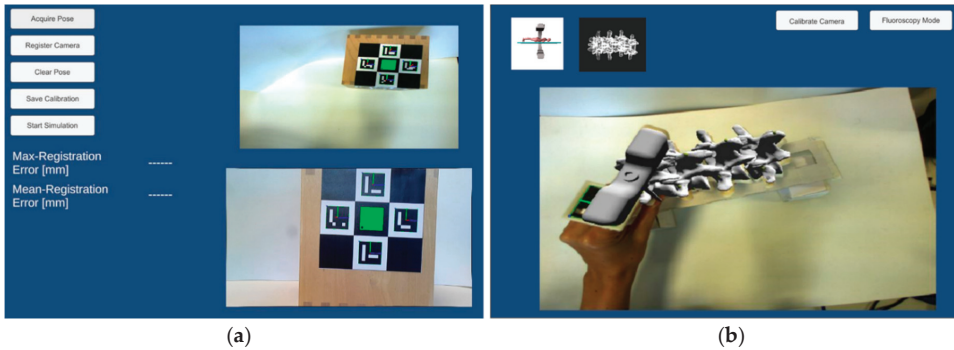 Acquire Pose
Register Camera
Clear Pose
Save Calibration
Start Simulation
Max-Registration
Error [mm]
------
Mean-Registration
Error [mm]
------
Calibrate Camera
Fluoroscopy Mode
(a)
(b)